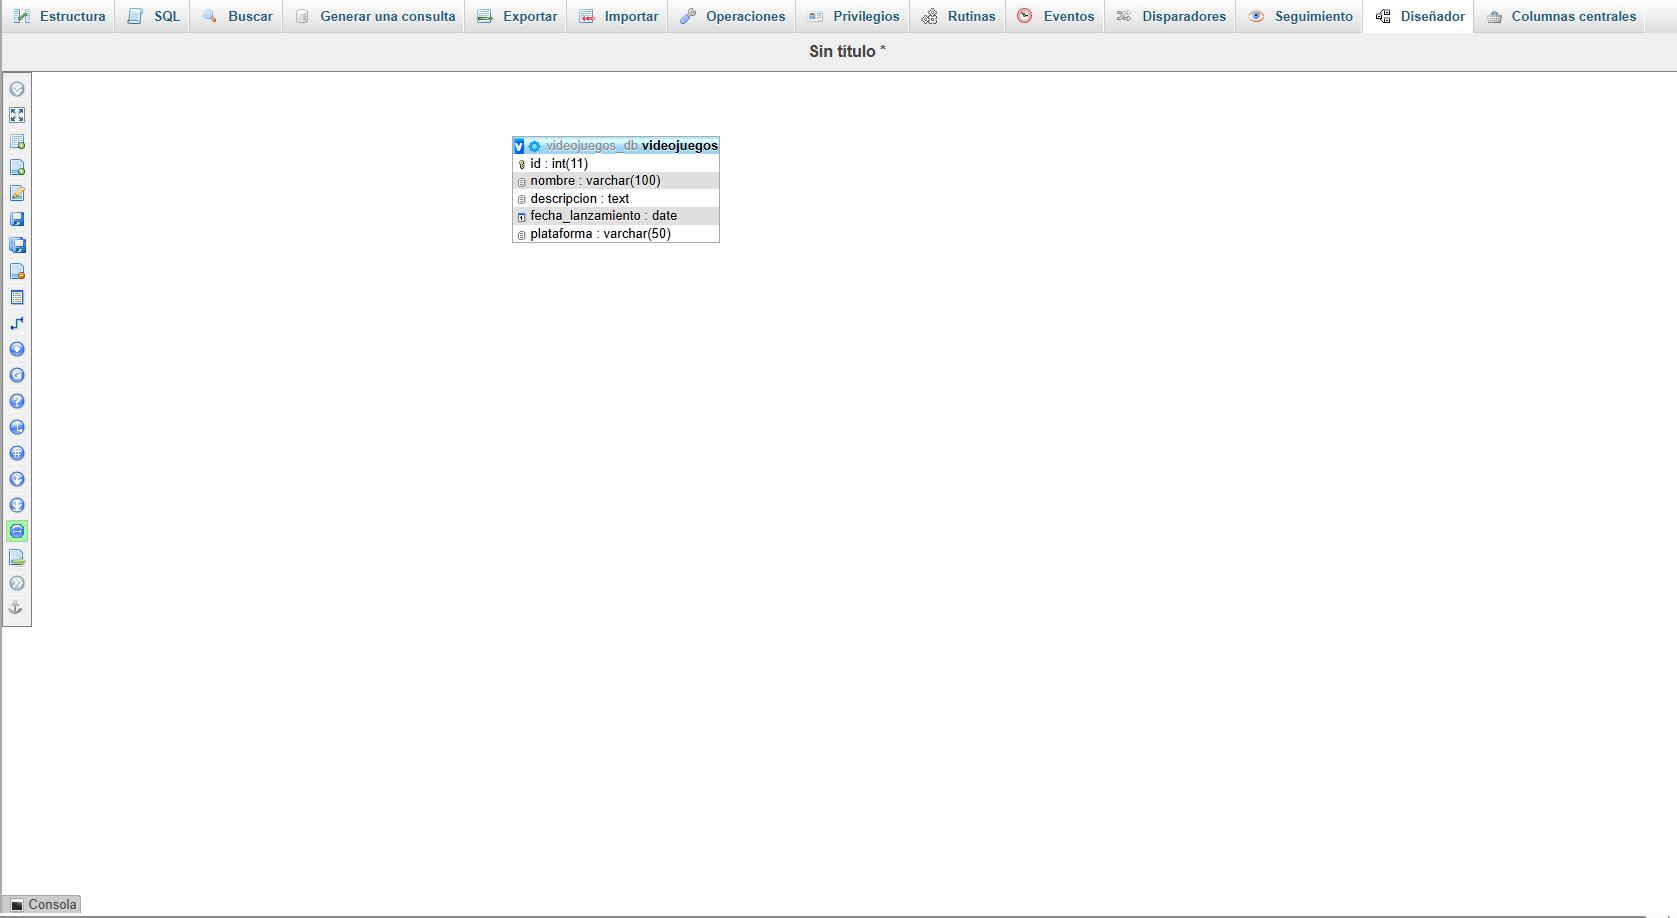 Estructura SQL Buscar Generar una consulta Exportar Importar Operaciones Privilegios Rutinas Eventos Disparadores Seguimiento Diseñador Columnas centrales
Sin título *
v videojuegos_db videojuegos
id : int(11)
nombre : varchar(100)
descripcion : text
fecha_lanzamiento : date
plataforma : varchar(50)
Consola